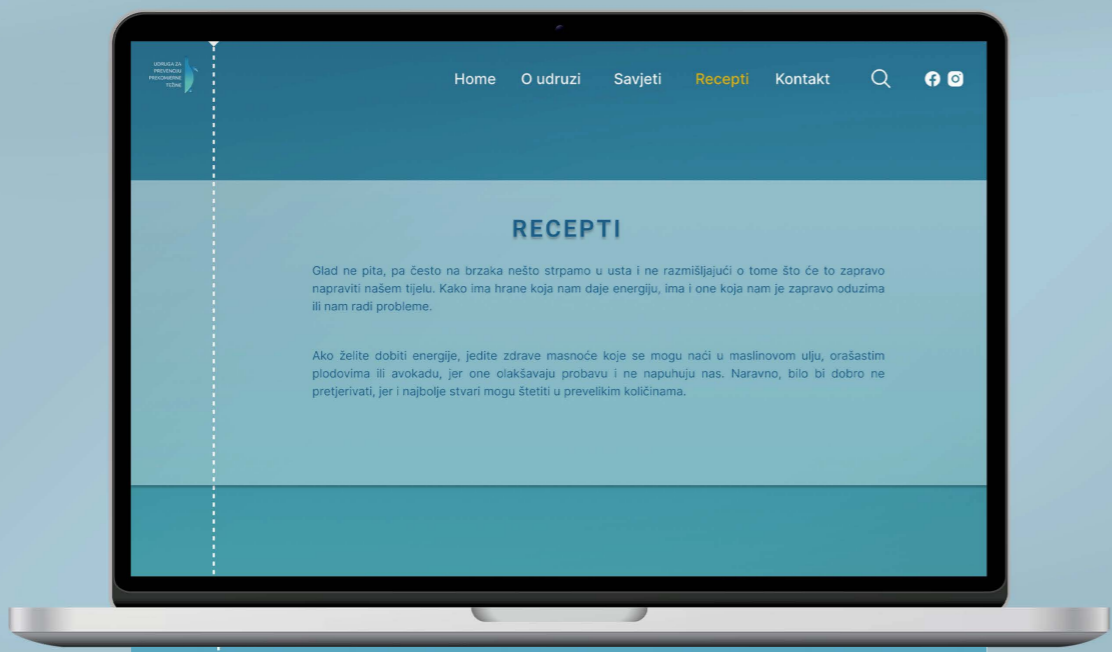 UDRUGA ZA
PREVENCIJU
PREKOMJERNE
TEŽINE
Home O udruzi Savjeti Recepti Kontakt
RECEPTI
Glad ne pita, pa često na brzaka nešto strpamo u usta i ne razmišljajući o tome što će to zapravo
napraviti našem tijelu. Kako ima hrane koja nam daje energiju, ima i one koja nam je zapravo oduzima
ili nam radi probleme.
Ako želite dobiti energije, jedite zdrave masnoće koje se mogu naći u maslinovom ulju, orašastim
plodovima ili avokadu, jer one olakšavaju probavu i ne napuhuju nas. Naravno, bilo bi dobro ne
pretjerivati, jer i najbolje stvari mogu štetiti u prevelikim količinama.